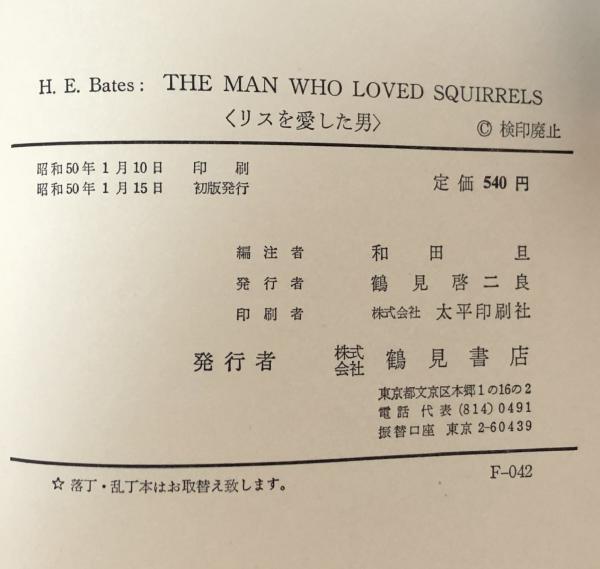 H. E. Bates: THE MAN WHO LOVED SQUIRRELS
〈リスを愛した男〉 Ⓒ 検印廃止
昭和50年 1月10日 印 刷
昭和50年 1月15日 初版発行 定 価 540 円
編 注 者 和 田 旦
発 行 者 鶴 見 啓 二 良
印 刷 者 株式会社 太平印刷社
発 行 者 株式会社 鶴 見 書 店
東京都文京区本郷1の16の2
電話 代表 (814) 0491
振替口座 東京 2-60439
F-042
☆ 落丁・乱丁本はお取替え致します。